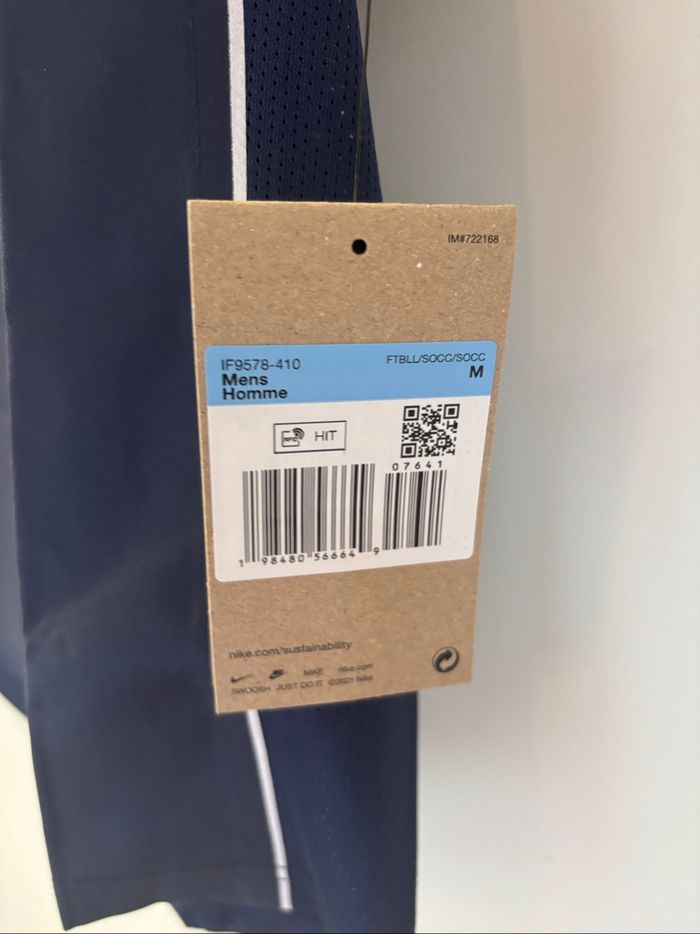 IM#722168
IF9578-410
FTBLL/SOCC/SOCC
Mens
M
Homme
RFID HIT
07641
1 98480 56664 9
nike.com/sustainability
NIKE nike.com
SWOOSH JUST DO IT ©2021 Nike